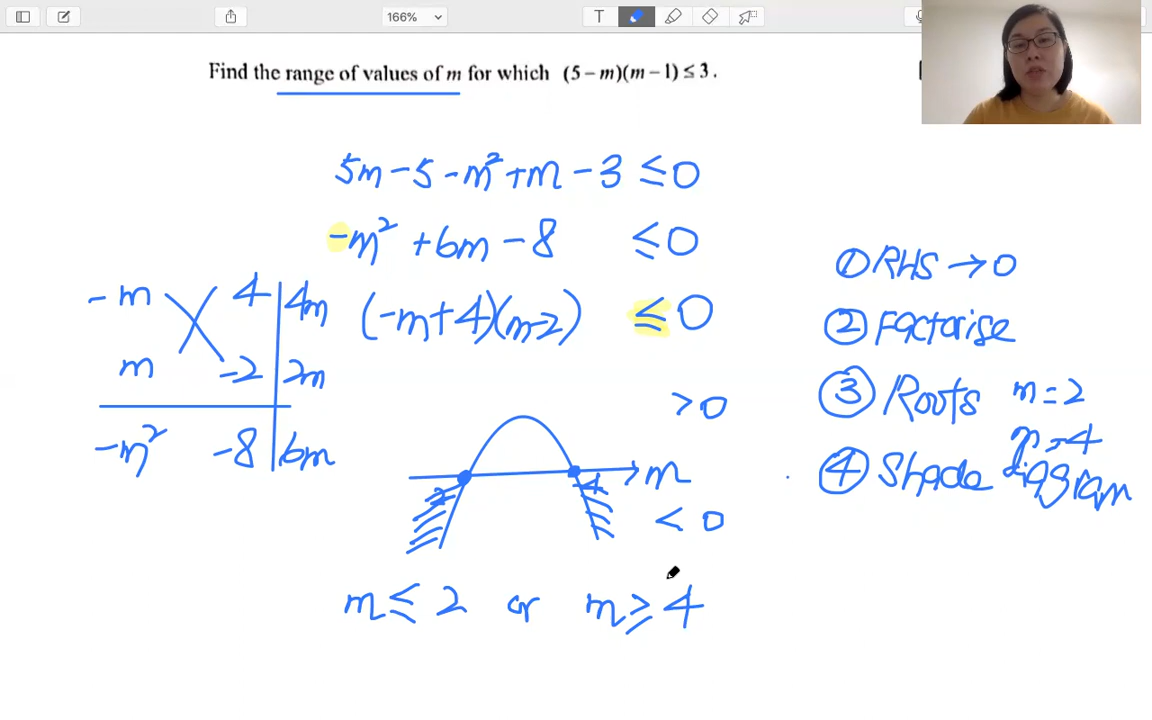 166%
T
Find the range of values of m for which (5-m)(m-1) ≤ 3.
5m - 5 - m² + m - 3 ≤ 0
-m² + 6m - 8 ≤ 0
-m 4 4m
(-m+4)(m-2) ≤ 0
m -2 2m
-m² -8 6m
> 0
m
2 4
< 0
m ≤ 2 or m ≥ 4
① RHS → 0
② Factorise
③ Roots m = 2
m = 4
④ Shade diagram